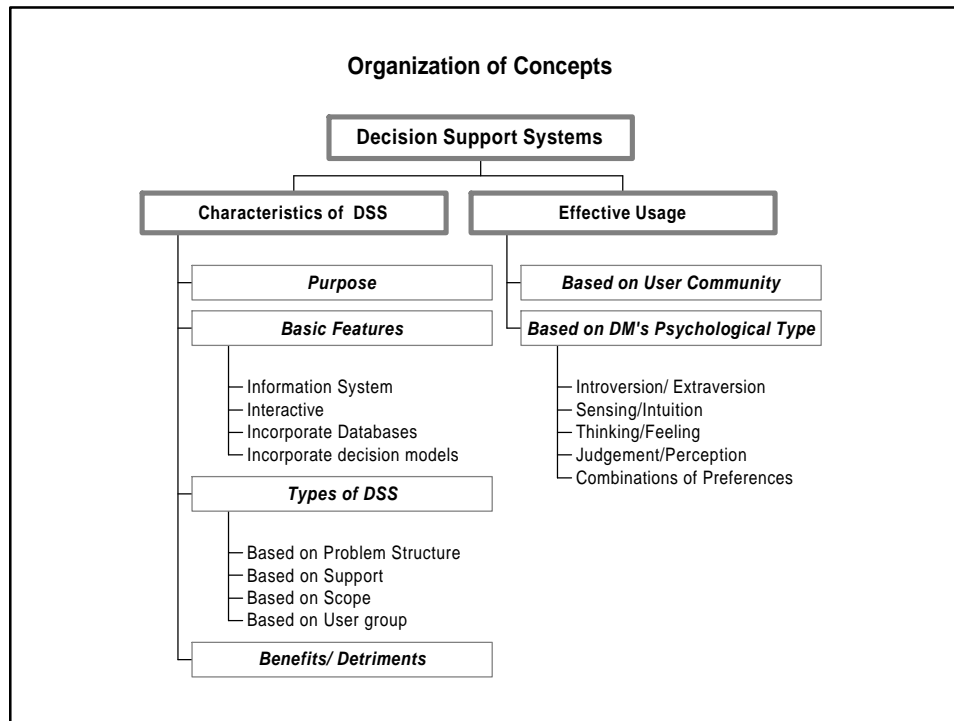 Organization of Concepts
Decision Support Systems
Characteristics of DSS
Effective Usage
Purpose
Basic Features
Information System
Interactive
Incorporate Databases
Incorporate decision models
Types of DSS
Based on Problem Structure
Based on Support
Based on Scope
Based on User group
Benefits/ Detriments
Based on User Community
Based on DM's Psychological Type
Introversion/ Extraversion
Sensing/Intuition
Thinking/Feeling
Judgement/Perception
Combinations of Preferences